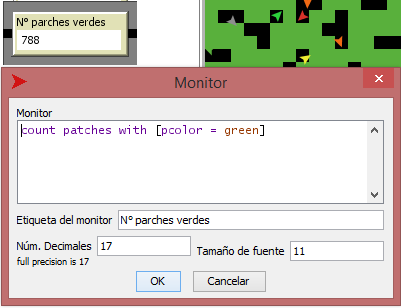 Nº parches verdes
788
Monitor
×
Monitor
count patches with [pcolor = green]
Etiqueta del monitor Nº parches verdes
Núm. Decimales 17 Tamaño de fuente 11
full precision is 17
OK Cancelar